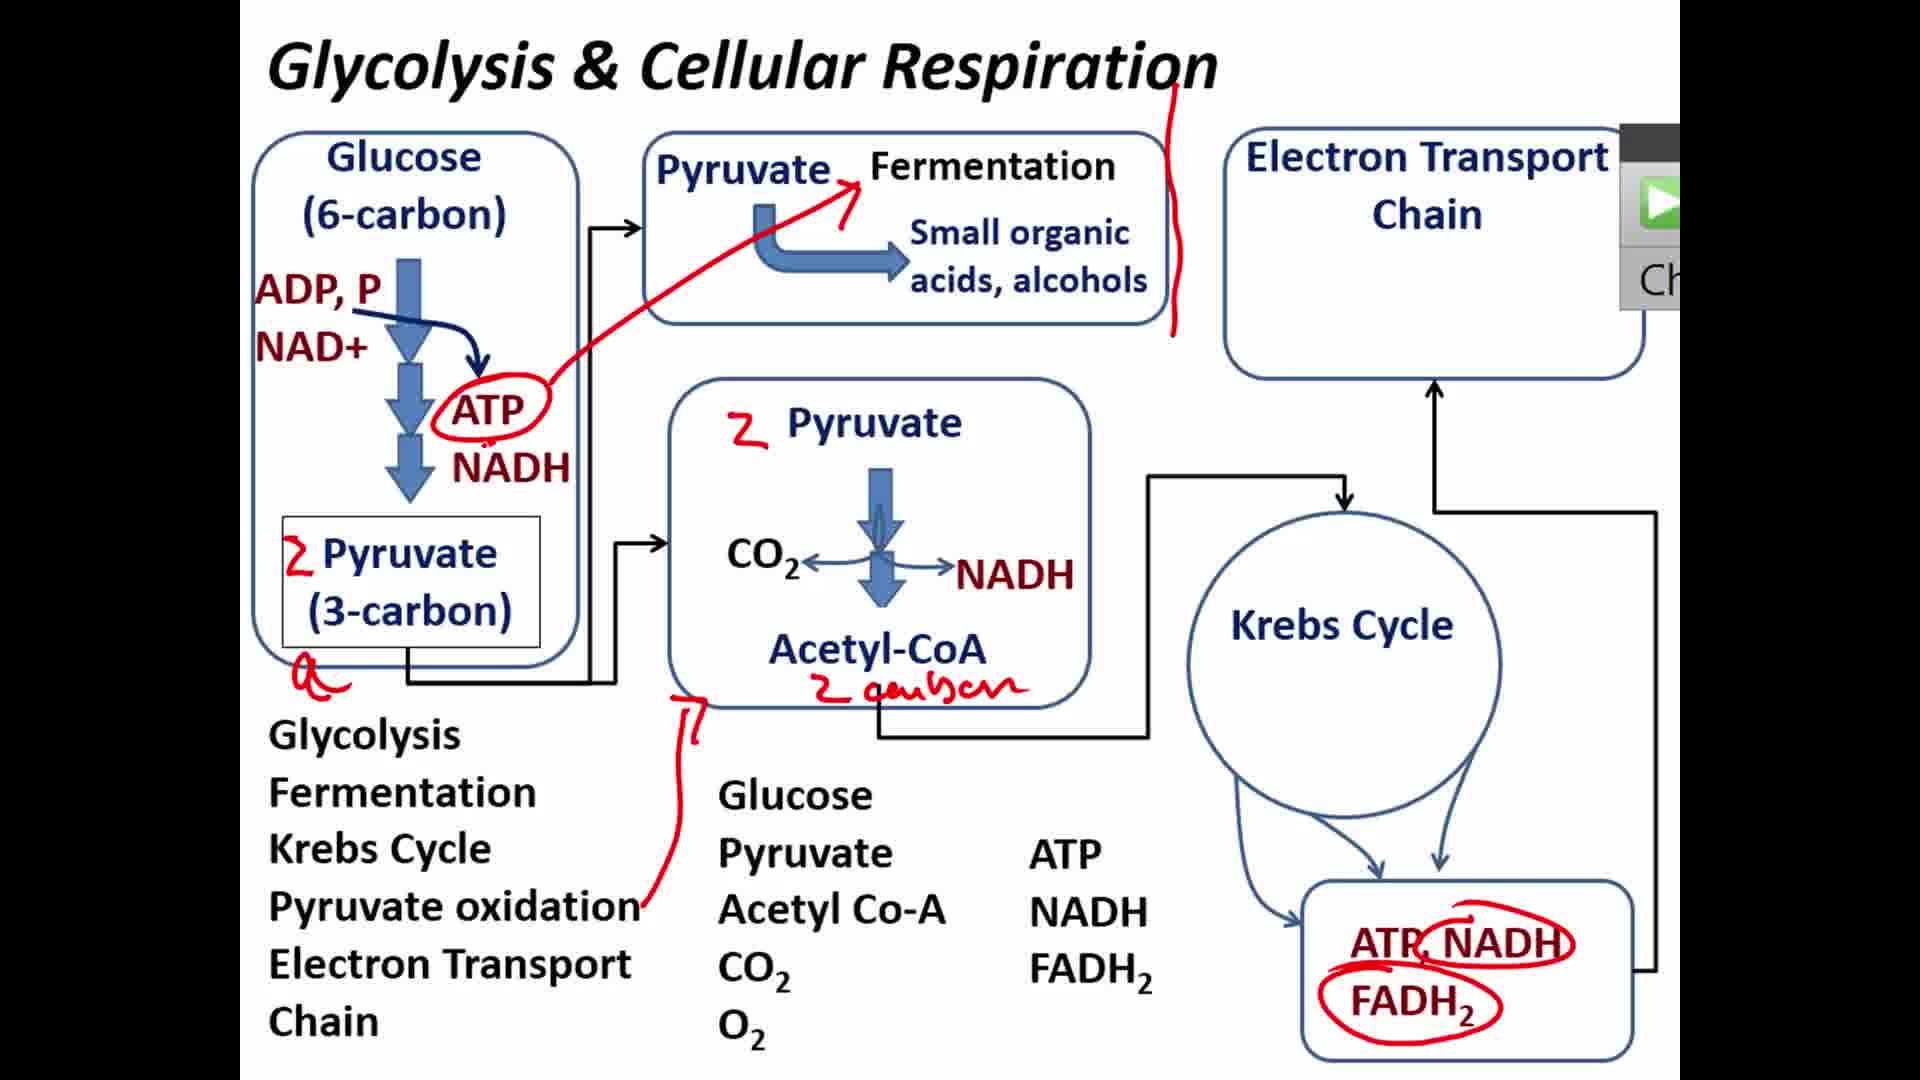 Glycolysis & Cellular Respiration
Glucose
(6-carbon)
ADP, P
NAD+
ATP
NADH
2 Pyruvate
(3-carbon)
Pyruvate
Fermentation
Small organic
acids, alcohols
2 Pyruvate
CO2
NADH
Acetyl-CoA
2 carbon
Electron Transport
Chain
Ch
Krebs Cycle
ATP, NADH
FADH2
Glycolysis
Fermentation
Krebs Cycle
Pyruvate oxidation
Electron Transport
Chain
Glucose
Pyruvate
Acetyl Co-A
CO2
O2
ATP
NADH
FADH2